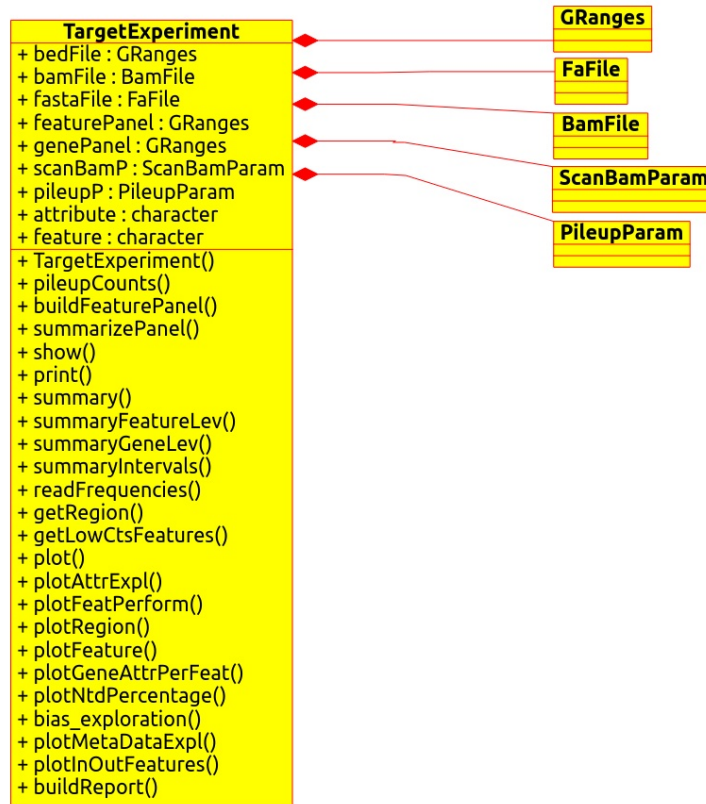 TargetExperiment
+ bedFile : GRanges
+ bamFile : BamFile
+ fastaFile : FaFile
+ featurePanel : GRanges
+ genePanel : GRanges
+ scanBamP : ScanBamParam
+ pileupP : PileupParam
+ attribute : character
+ feature : character
+ TargetExperiment()
+ pileupCounts()
+ buildFeaturePanel()
+ summarizePanel()
+ show()
+ print()
+ summary()
+ summaryFeatureLev()
+ summaryGeneLev()
+ summaryIntervals()
+ readFrequencies()
+ getRegion()
+ getLowCtsFeatures()
+ plot()
+ plotAttrExpl()
+ plotFeatPerform()
+ plotRegion()
+ plotFeature()
+ plotGeneAttrPerFeat()
+ plotNtdPercentage()
+ bias_exploration()
+ plotMetaDataExpl()
+ plotInOutFeatures()
+ buildReport()
GRanges
FaFile
BamFile
ScanBamParam
PileupParam